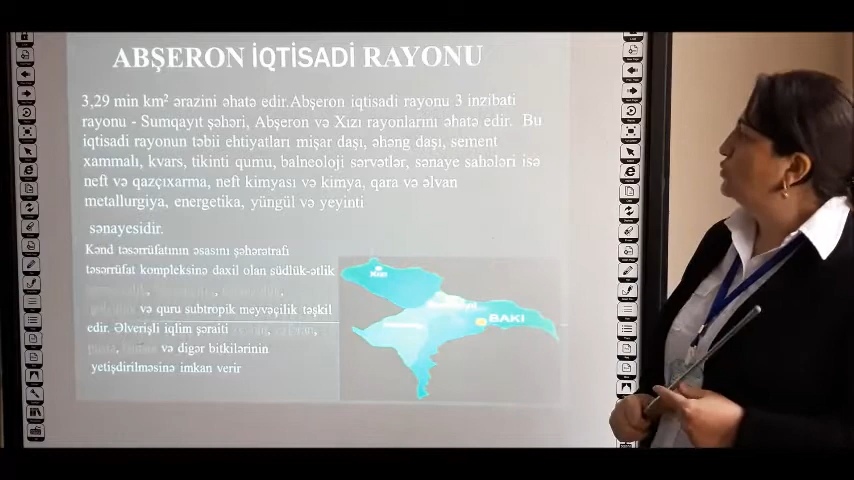 ABŞERON İQTİSADİ RAYONU
3,29 min km² ərazini əhatə edir.Abşeron iqtisadi rayonu 3 inzibati
rayonu - Sumqayıt şəhəri, Abşeron və Xızı rayonlarını əhatə edir. Bu
iqtisadi rayonun təbii ehtiyatları mişar daşı, əhəng daşı, sement
xammalı, kvars, tikinti qumu, balneoloji sərvətlər, sənaye sahələri isə
neft və qazçıxarma, neft kimyası və kimya, qara və əlvan
metallurgiya, energetika, yüngül və yeyinti
sənayesidir.
Kənd təsərrüfatının əsasını şəhərətrafı
təsərrüfat kompleksinə daxil olan südlük-ətlik
və quru subtropik meyvəçilik təşkil
edir. Əlverişli iqlim şəraiti
və digər bitkilərinin
yetişdirilməsinə imkan verir
Xızı
BAKI